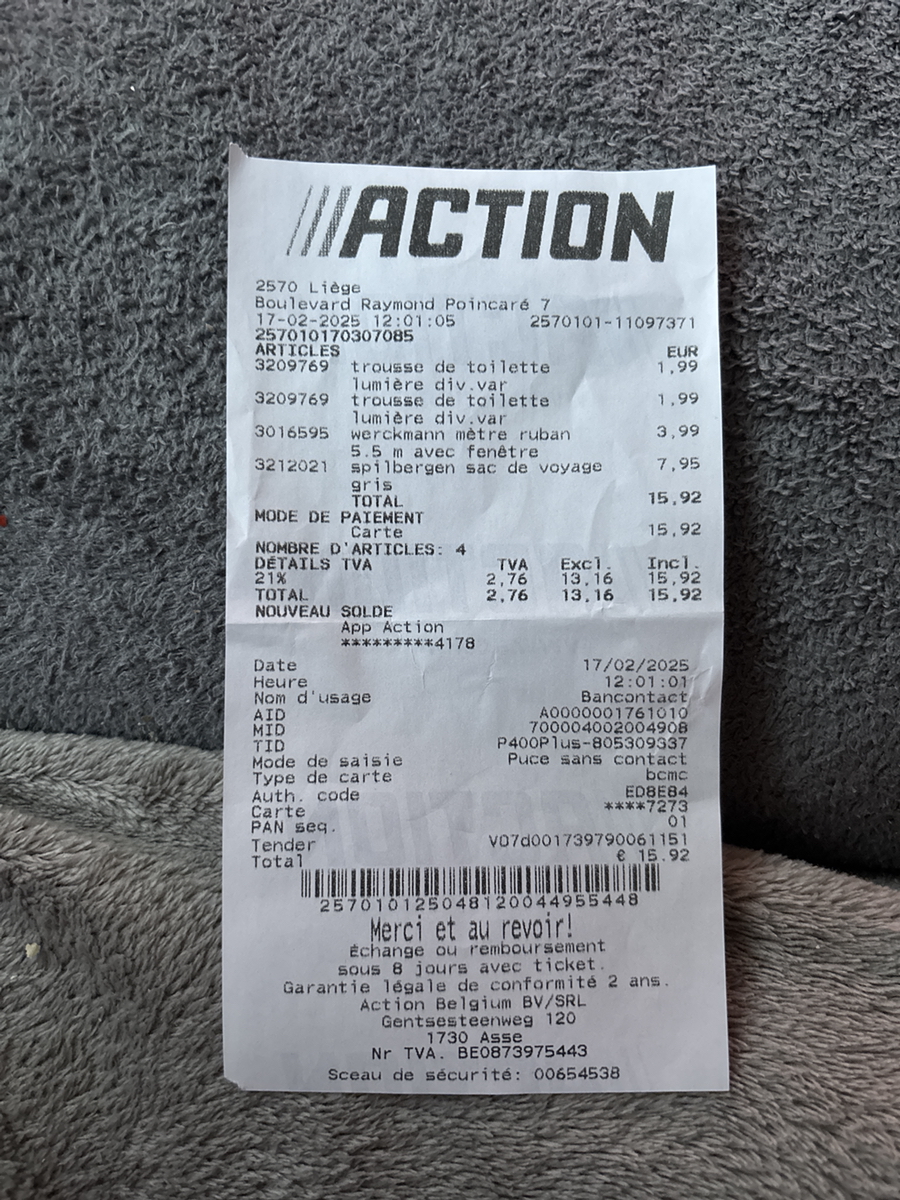 ///ACTION
2570 Liège
Boulevard Raymond Poincaré 7
17-02-2025 12:01:05 2570101-11097371
257010170307085
ARTICLES EUR
3209769 trousse de toilette 1,99
lumière div.var
3209769 trousse de toilette 1,99
lumière div.var
3016595 werckmann mètre ruban 3,99
5.5 m avec fenêtre
3212021 spilbergen sac de voyage 7,95
gris
TOTAL 15,92
MODE DE PAIEMENT
Carte 15,92
NOMBRE D'ARTICLES: 4
DÉTAILS TVA TVA Excl. Incl.
21% 2,76 13,16 15,92
TOTAL 2,76 13,16 15,92
NOUVEAU SOLDE
App Action
*********4178
Date 17/02/2025
Heure 12:01:01
Nom d'usage Bancontact
AID A0000001761010
MID 700004002004908
TID P400Plus-805309337
Mode de saisie Puce sans contact
Type de carte bcmc
Auth. code ED8E84
Carte ****7273
PAN seq. 01
Tender V07d001739790061151
Total € 15.92
257010125048120044955448
Merci et au revoir!
Échange ou remboursement
sous 8 jours avec ticket.
Garantie légale de conformité 2 ans.
Action Belgium BV/SRL
Gentsesteenweg 120
1730 Asse
Nr TVA. BE0873975443
Sceau de sécurité: 00654538